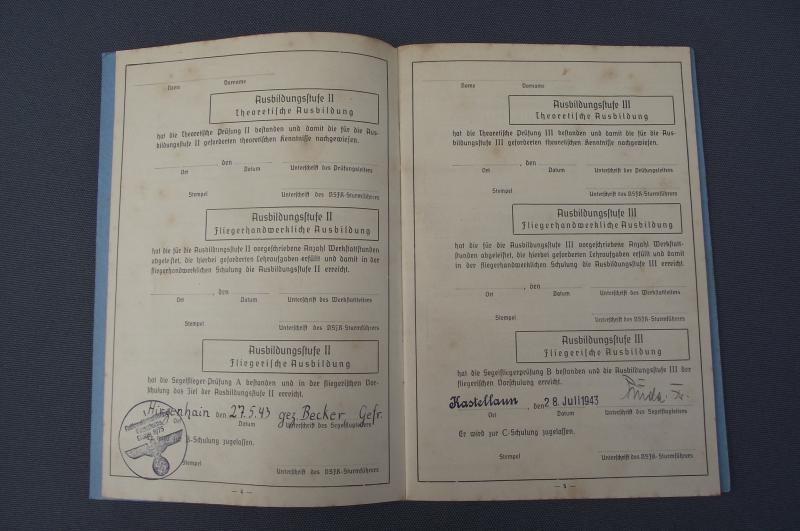 Name Vorname
Ausbildungsstufe II
Theoretische Ausbildung
hat die Theoretische Prüfung II bestanden und damit die für die Aus-
bildungsstufe II geforderten theoretischen Kenntnisse nachgewiesen.
, den
Ort Datum Unterschrift des Prüfungsleiters
Stempel Unterschrift des NSFK-Sturmführers
Ausbildungsstufe II
Fliegerhandwerkliche Ausbildung
hat die für die Ausbildungsstufe II vorgeschriebene Anzahl Werkstattstunden
abgeleistet, die hierbei geforderten Lehraufgaben erfüllt und damit in der
fliegerhandwerklichen Schulung die Ausbildungsstufe II erreicht.
, den
Ort Datum Unterschrift des Werkstattleiters
Stempel Unterschrift des NSFK-Sturmführers
Ausbildungsstufe II
Fliegerische Ausbildung
hat die Segelflieger-Prüfung A bestanden und in der fliegerischen Vor-
schulung das Ziel der Ausbildungsstufe II erreicht.
Hirzenhain den 27.5.43 gez. Becker, Gefr.
Ort Datum Unterschrift des Segelflugleiters
B-Schulung zugelassen.
Stempel Unterschrift des NSFK-Sturmführers
— 4 —
Name Vorname
Ausbildungsstufe III
Theoretische Ausbildung
hat die Theoretische Prüfung III bestanden und damit die für die Aus-
bildungsstufe III geforderten theoretischen Kenntnisse nachgewiesen.
, den
Ort Datum Unterschrift des Prüfungsleiters
Stempel Unterschrift des NSFK-Sturmführers
Ausbildungsstufe III
Fliegerhandwerkliche Ausbildung
hat die für die Ausbildungsstufe III vorgeschriebene Anzahl Werkstatt-
stunden abgeleistet, die hierbei geforderten Lehraufgaben erfüllt und damit in
der fliegerhandwerklichen Schulung die Ausbildungsstufe III erreicht.
, den
Ort Datum Unterschrift des Werkstattleiters
Stempel Unterschrift des NSFK-Sturmführers
Ausbildungsstufe III
Fliegerische Ausbildung
hat die Segelfliegerprüfung B bestanden und die Ausbildungsstufe III der
fliegerischen Vorschulung erreicht.
Kastellaun, den 28. Juli 1943
Ort Datum Unterschrift des Segelflugleiters
Er wird zur C-Schulung zugelassen.
Stempel Unterschrift des NSFK-Sturmführers
— 5 —